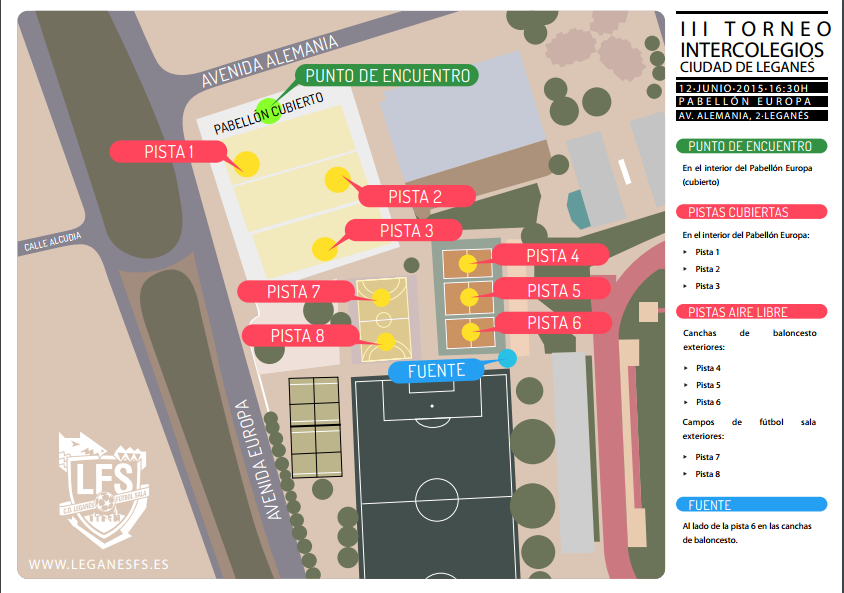 AVENIDA ALEMANIA
PUNTO DE ENCUENTRO
PABELLÓN CUBIERTO
PISTA 1
PISTA 2
PISTA 3
CALLE ALCUDIA
PISTA 4
PISTA 5
PISTA 6
PISTA 7
PISTA 8
FUENTE
AVENIDA EUROPA
LFS
C.D. LEGANÉS FÚTBOL SALA
WWW.LEGANESFS.ES
III TORNEO
INTERCOLEGIOS
CIUDAD DE LEGANES
12·JUNIO·2015·16:30H
PABELLÓN EUROPA
AV. ALEMANIA, 2·LEGANÉS
PUNTO DE ENCUENTRO
En el interior del Pabellón Europa
(cubierto)
PISTAS CUBIERTAS
En el interior del Pabellón Europa:
‣ Pista 1
‣ Pista 2
‣ Pista 3
PISTAS AIRE LIBRE
Canchas de baloncesto
exteriores:
‣ Pista 4
‣ Pista 5
‣ Pista 6
Campos de fútbol sala
exteriores:
‣ Pista 7
‣ Pista 8
FUENTE
Al lado de la pista 6 en las canchas
de baloncesto.